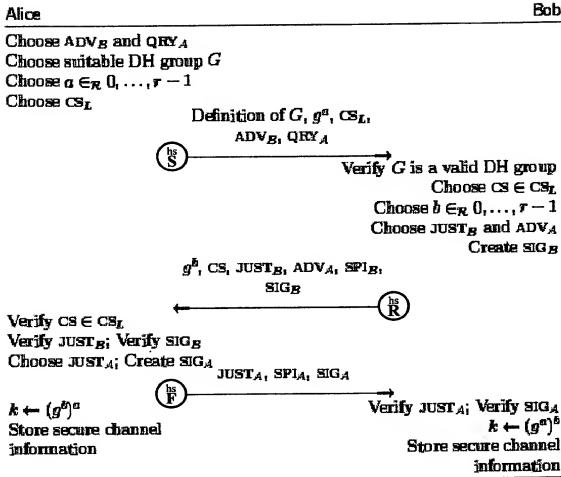 Alice Bob
Choose ADV_B and QRY_A
Choose suitable DH group G
Choose a ∈_R 0, . . . , r − 1
Choose CS_L
Definition of G, g^a, CS_L,
ADV_B, QRY_A
hs
S
Verify G is a valid DH group
Choose CS ∈ CS_L
Choose b ∈_R 0, . . . , r − 1
Choose JUST_B and ADV_A
Create SIG_B
g^b, CS, JUST_B, ADV_A, SPI_B,
SIG_B
hs
R
Verify CS ∈ CS_L
Verify JUST_B; Verify SIG_B
Choose JUST_A; Create SIG_A
JUST_A, SPI_A, SIG_A
hs
F
Verify JUST_A; Verify SIG_A
k ← (g^b)^a
k ← (g^a)^b
Store secure channel
information
Store secure channel
information